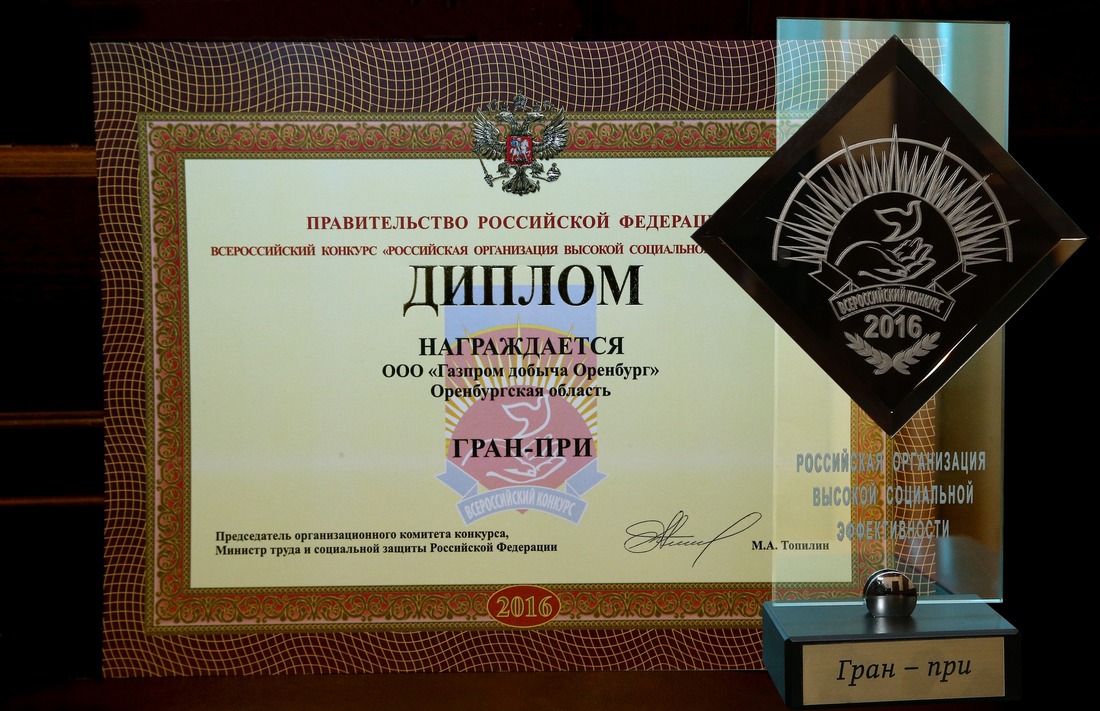 ПРАВИТЕЛЬСТВО РОССИЙСКОЙ
ВСЕРОССИЙСКИЙ КОНКУРС «РОССИЙСКАЯ ОРГАНИЗАЦИЯ ВЫСОКОЙ
ДИПЛОМ
НАГРАЖДАЕТСЯ
ООО «Газпром добыча Оренбург»
Оренбургская область
ГРАН-ПРИ
ВСЕРОССИЙСКИЙ КОНКУРС
Председатель организационного комитета конкурса,
Министр труда и социальной защиты Российской Федерации
М.А. Топилин
2016
ВСЕРОССИЙСКИЙ КОНКУРС
2016
РОССИЙСКАЯ ОРГАНИЗАЦИЯ
ВЫСОКОЙ СОЦИАЛЬНОЙ
ЭФФЕКТИВНОСТИ
Гран – при